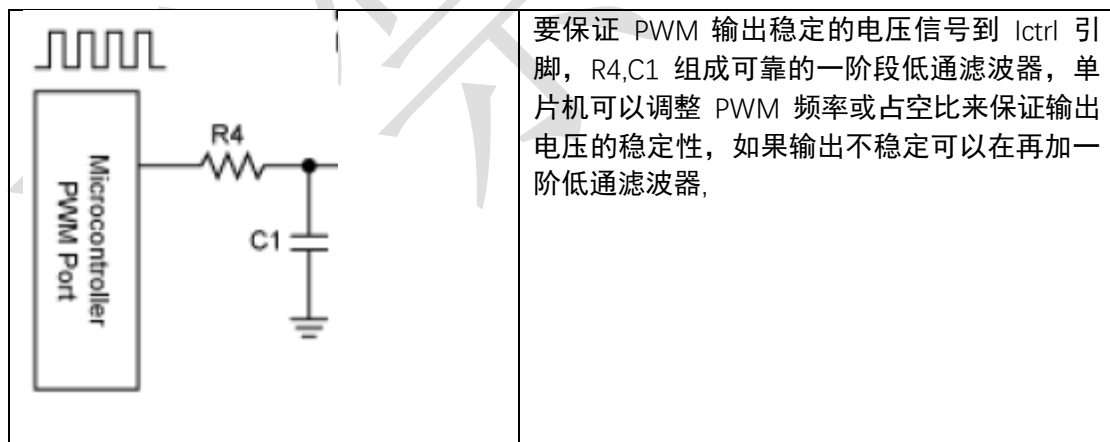 要保证 PWM 输出稳定的电压信号到 Ictrl 引
脚，R4,C1 组成可靠的一阶段低通滤波器，单
片机可以调整 PWM 频率或占空比来保证输出
电压的稳定性，如果输出不稳定可以在再加一
阶低通滤波器,
R4
Microcontroller
PWM Port
C1